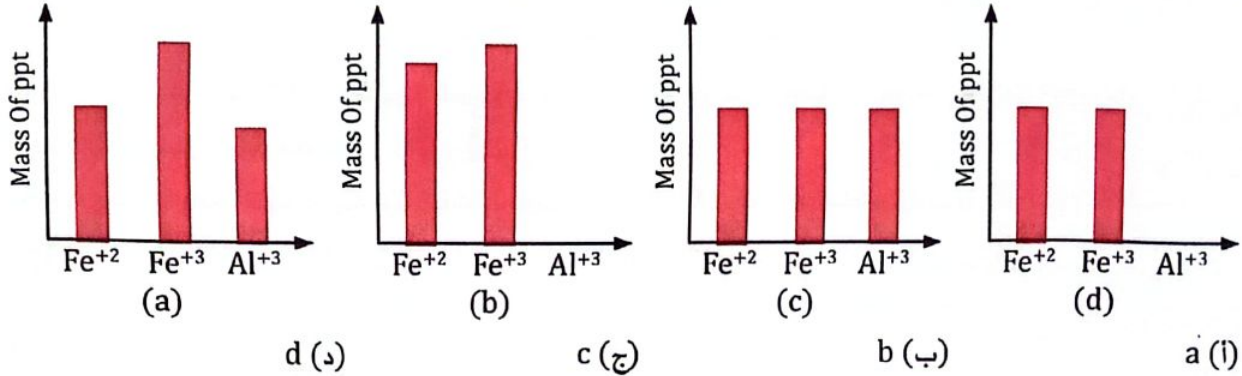 Mass Of ppt
Fe+2 Fe+3 Al+3
(a)
Mass Of ppt
Fe+2 Fe+3 Al+3
(b)
Mass Of ppt
Fe+2 Fe+3 Al+3
(c)
Mass Of ppt
Fe+2 Fe+3 Al+3
(d)
(أ) a (ب) b (ج) c (د) d